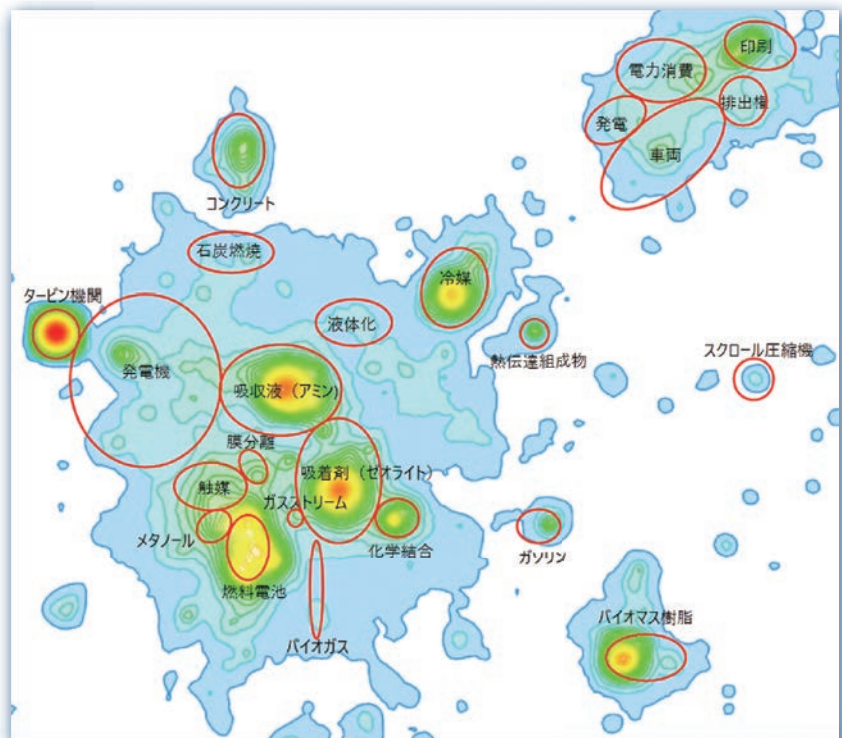 印刷
電力消費
排出権
発電
車両
コンクリート
石炭燃焼
冷媒
タービン機関
液体化
熱伝達組成物
スクロール圧縮機
発電機
吸収液（アミン）
膜分離
吸着剤（ゼオライト）
触媒
ガスストリーム
メタノール
化学結合
ガソリン
燃料電池
バイオマス樹脂
バイオガス